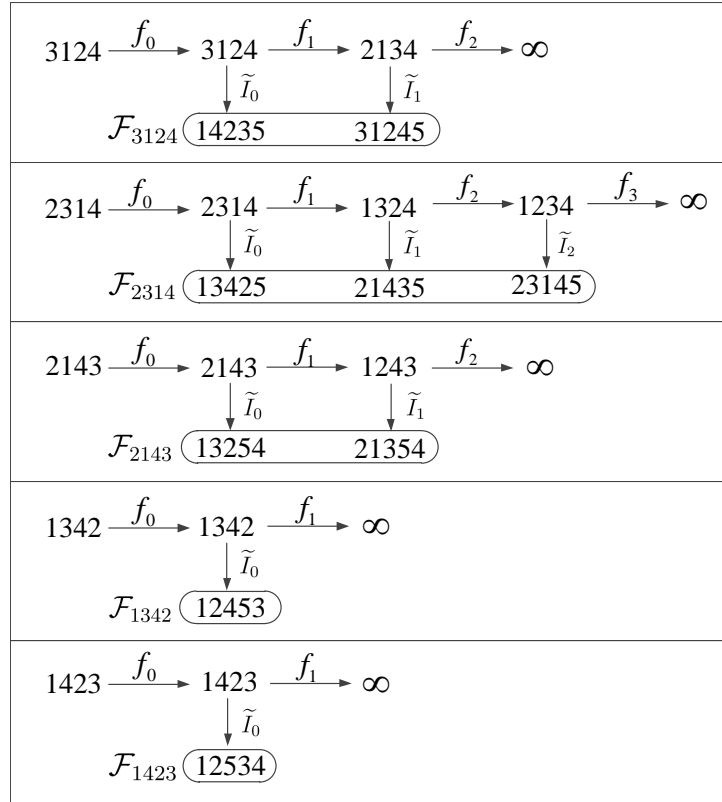 3124 f₀ 3124 f₁ 2134 f₂ ∞
Ĩ₀ Ĩ₁
ℱ₃₁₂₄ 14235 31245
2314 f₀ 2314 f₁ 1324 f₂ 1234 f₃ ∞
Ĩ₀ Ĩ₁ Ĩ₂
ℱ₂₃₁₄ 13425 21435 23145
2143 f₀ 2143 f₁ 1243 f₂ ∞
Ĩ₀ Ĩ₁
ℱ₂₁₄₃ 13254 21354
1342 f₀ 1342 f₁ ∞
Ĩ₀
ℱ₁₃₄₂ 12453
1423 f₀ 1423 f₁ ∞
Ĩ₀
ℱ₁₄₂₃ 12534